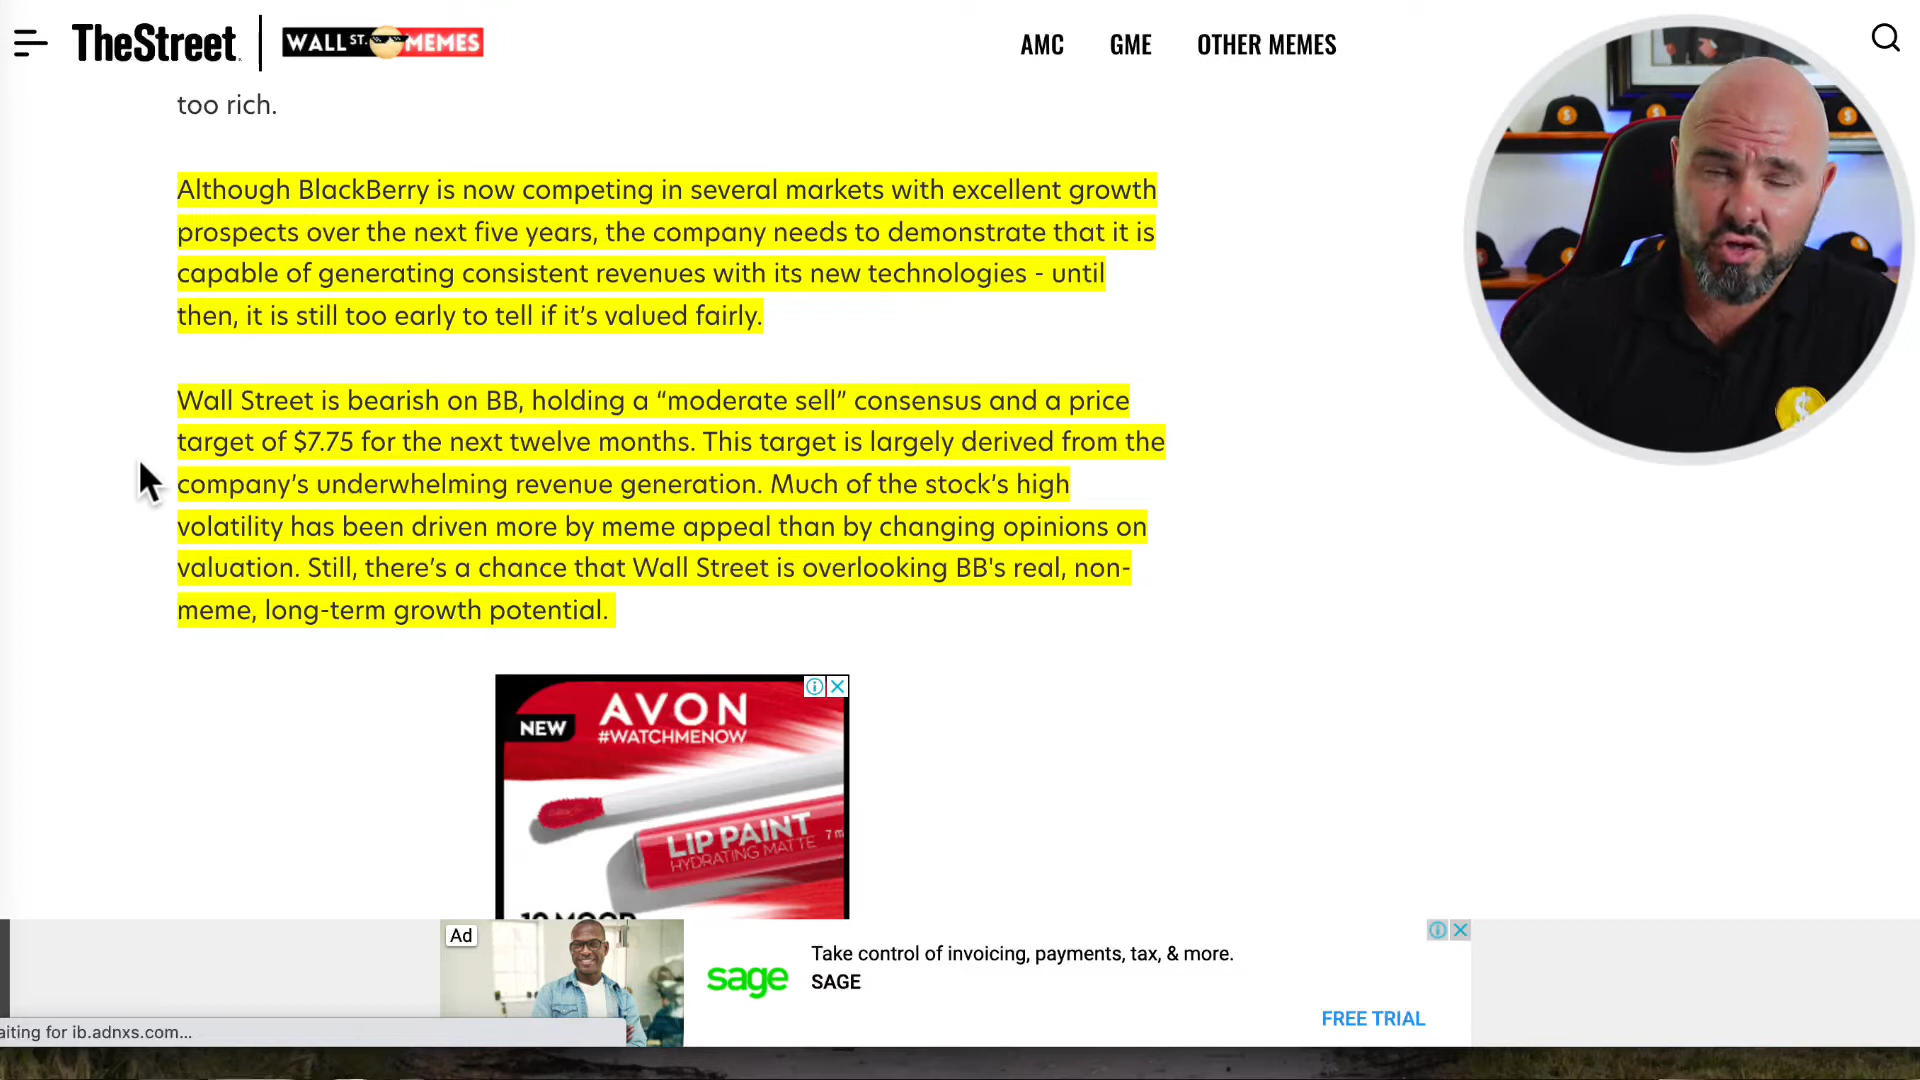 TheStreet
WALL ST. MEMES
AMC GME OTHER MEMES
too rich.
Although BlackBerry is now competing in several markets with excellent growth
prospects over the next five years, the company needs to demonstrate that it is
capable of generating consistent revenues with its new technologies - until
then, it is still too early to tell if it’s valued fairly.
Wall Street is bearish on BB, holding a “moderate sell” consensus and a price
target of $7.75 for the next twelve months. This target is largely derived from the
company’s underwhelming revenue generation. Much of the stock’s high
volatility has been driven more by meme appeal than by changing opinions on
valuation. Still, there’s a chance that Wall Street is overlooking BB's real, non-
meme, long-term growth potential.
NEW
AVON
#WATCHMENOW
LIP PAINT
7 m
HYDRATING MATTE
Ad
Take control of invoicing, payments, tax, & more.
sage
SAGE
FREE TRIAL
aiting for ib.adnxs.com...